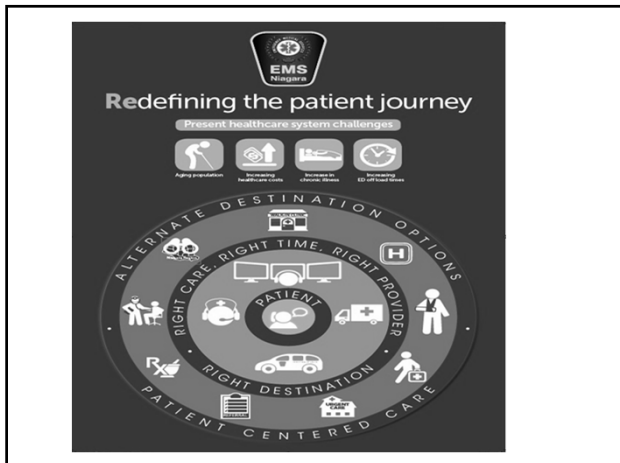 EMS
Niagara
Redefining the patient journey
Present healthcare system challenges
Aging population
Increasing
healthcare costs
Increase in
chronic illness
Increasing
ED off load times
ALTERNATE DESTINATION OPTIONS
RIGHT CARE, RIGHT TIME, RIGHT PROVIDER
PATIENT
H
Rx
RIGHT DESTINATION
URGENT
CARE
PATIENT CENTERED CARE